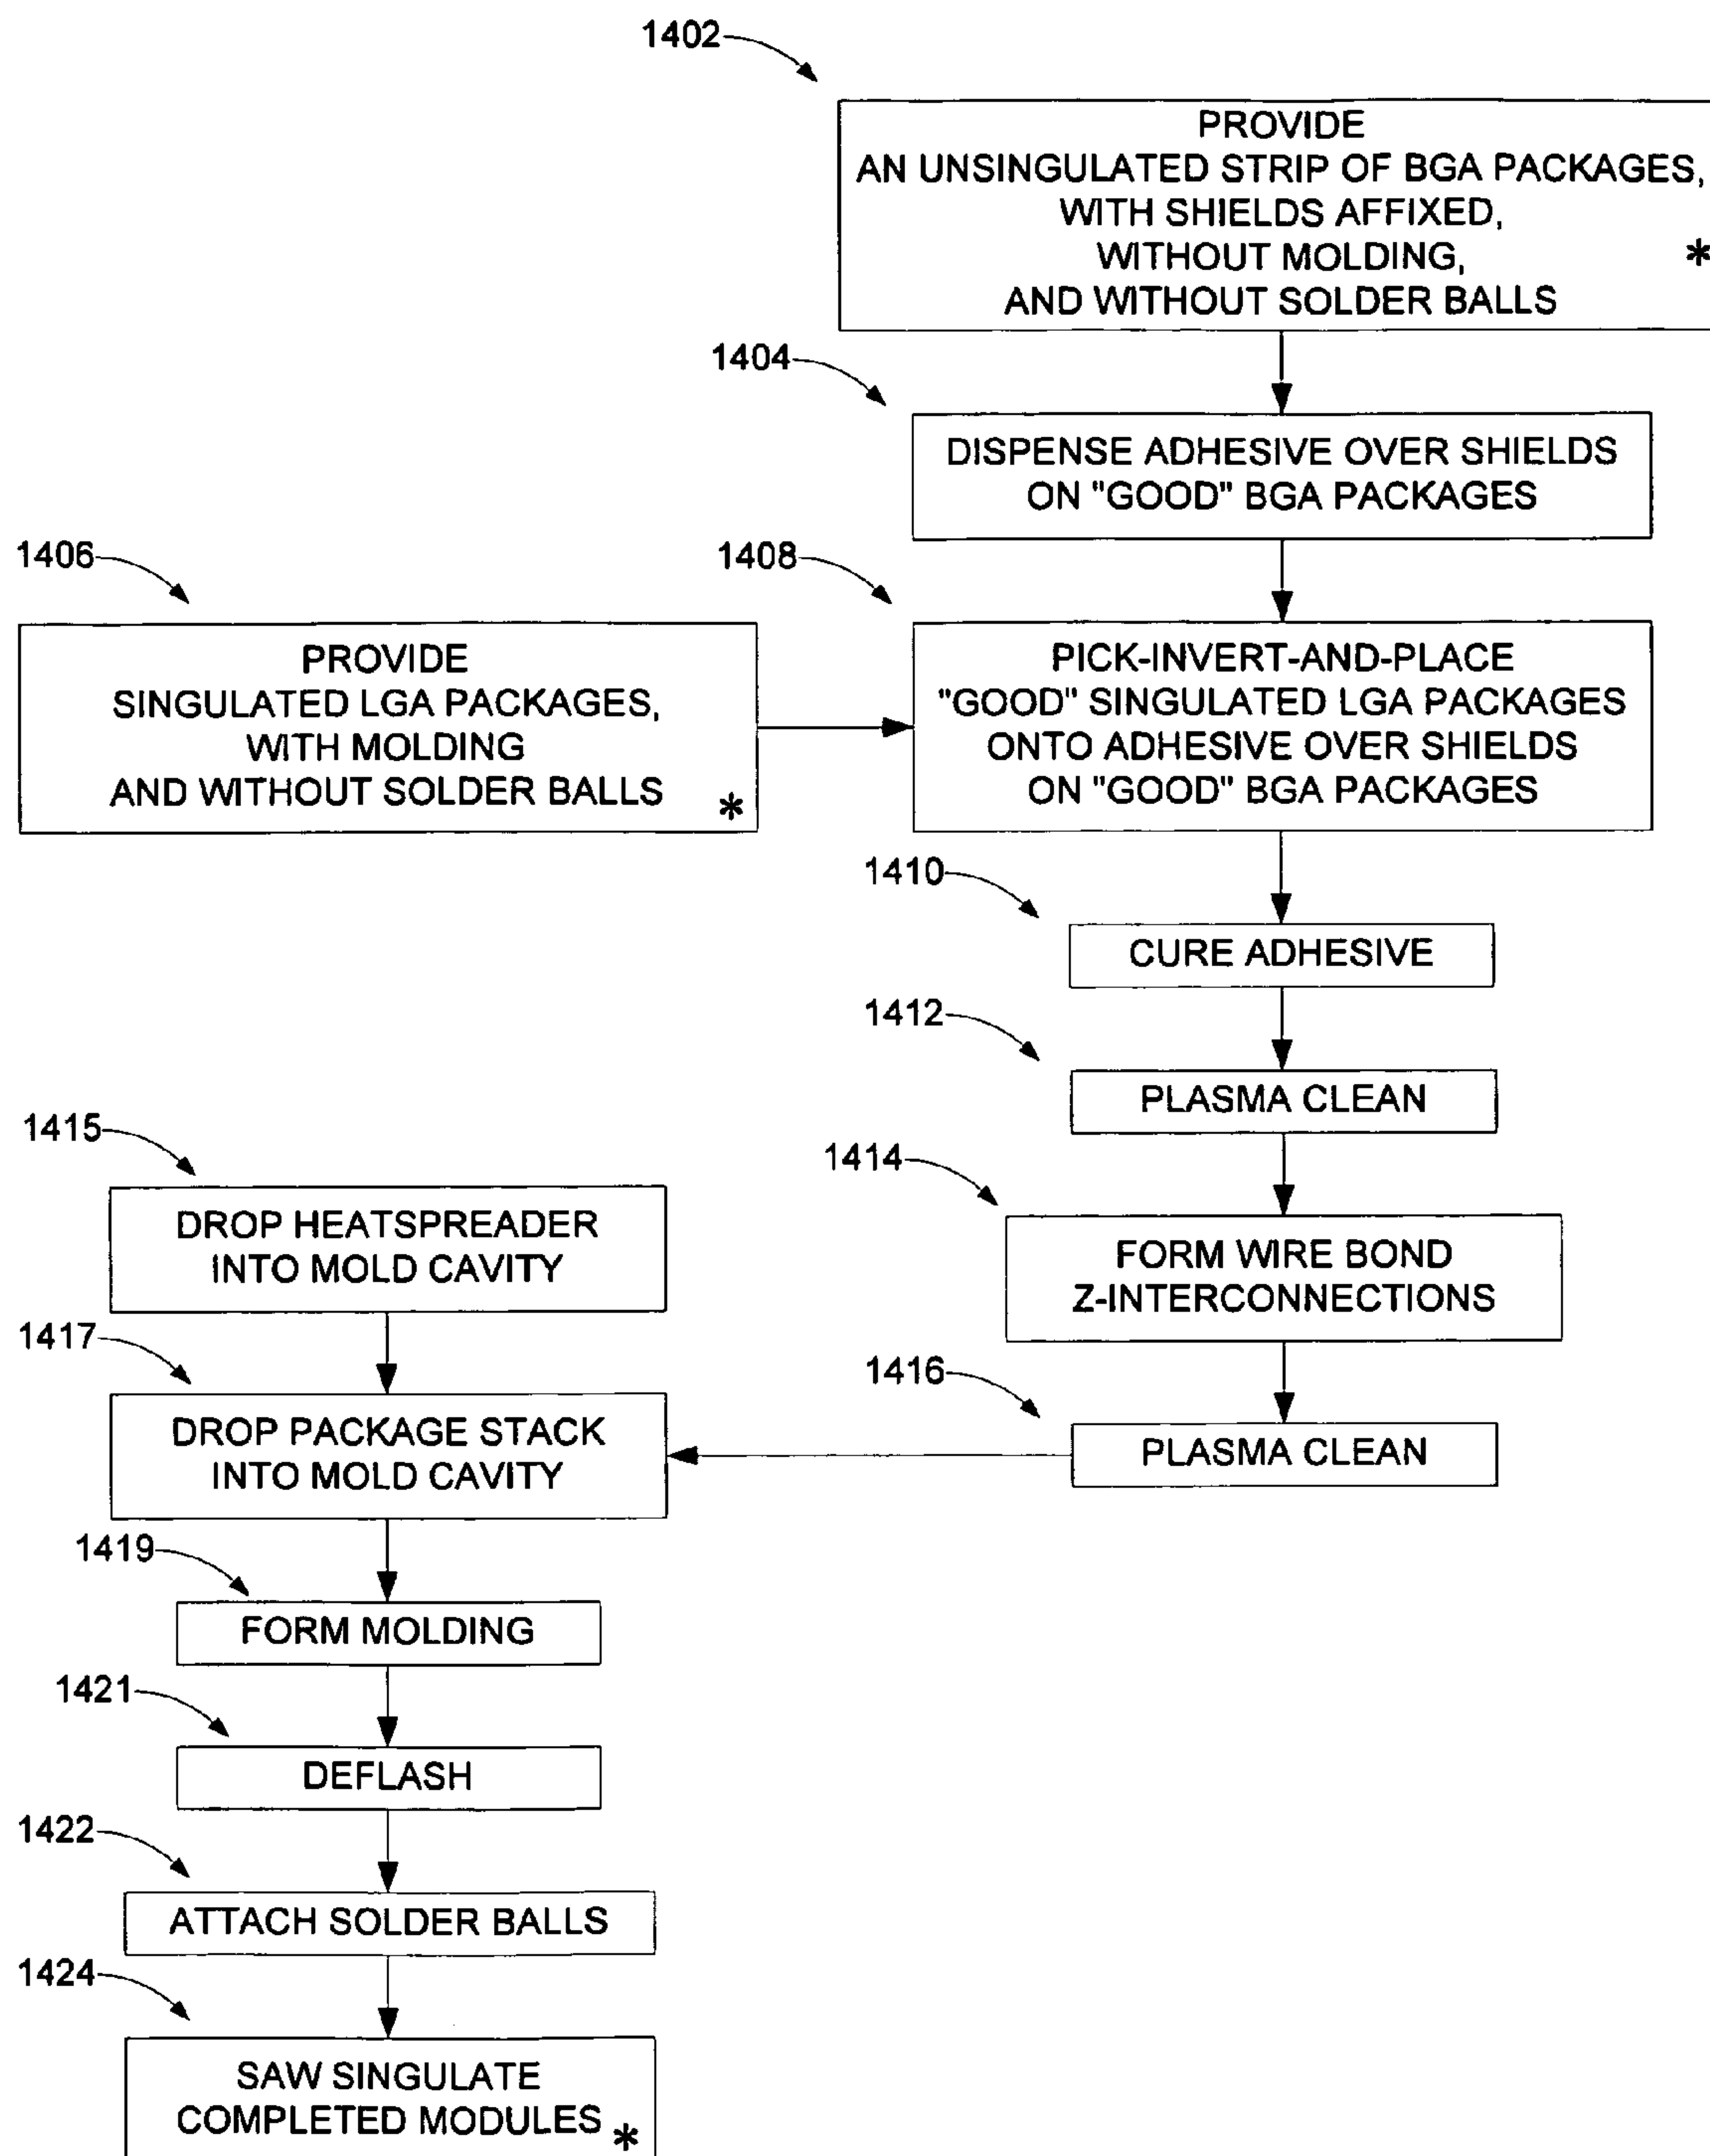 1402
PROVIDE
AN UNSINGULATED STRIP OF BGA PACKAGES,
WITH SHIELDS AFFIXED,
WITHOUT MOLDING,
*
AND WITHOUT SOLDER BALLS
1404
DISPENSE ADHESIVE OVER SHIELDS
ON "GOOD" BGA PACKAGES
1406
PROVIDE
SINGULATED LGA PACKAGES,
WITH MOLDING
AND WITHOUT SOLDER BALLS
*
1408
PICK-INVERT-AND-PLACE
"GOOD" SINGULATED LGA PACKAGES
ONTO ADHESIVE OVER SHIELDS
ON "GOOD" BGA PACKAGES
1410
CURE ADHESIVE
1412
PLASMA CLEAN
1414
FORM WIRE BOND
Z-INTERCONNECTIONS
1416
PLASMA CLEAN
1415
DROP HEATSPREADER
INTO MOLD CAVITY
1417
DROP PACKAGE STACK
INTO MOLD CAVITY
1419
FORM MOLDING
1421
DEFLASH
1422
ATTACH SOLDER BALLS
1424
SAW SINGULATE
COMPLETED MODULES
*